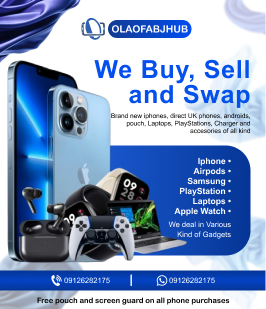 OLAOFABJHUB
We Buy, Sell
and Swap
Brand new iphones, direct UK phones, androids,
pouch, Laptops, PlayStations, Charger and
accesories of all kind
Iphone •
Airpods •
Samsung •
PlayStation •
Laptops •
Apple Watch •
We deal in Various
Kind of Gadgets
09126282175
09126282175
Free pouch and screen guard on all phone purchases